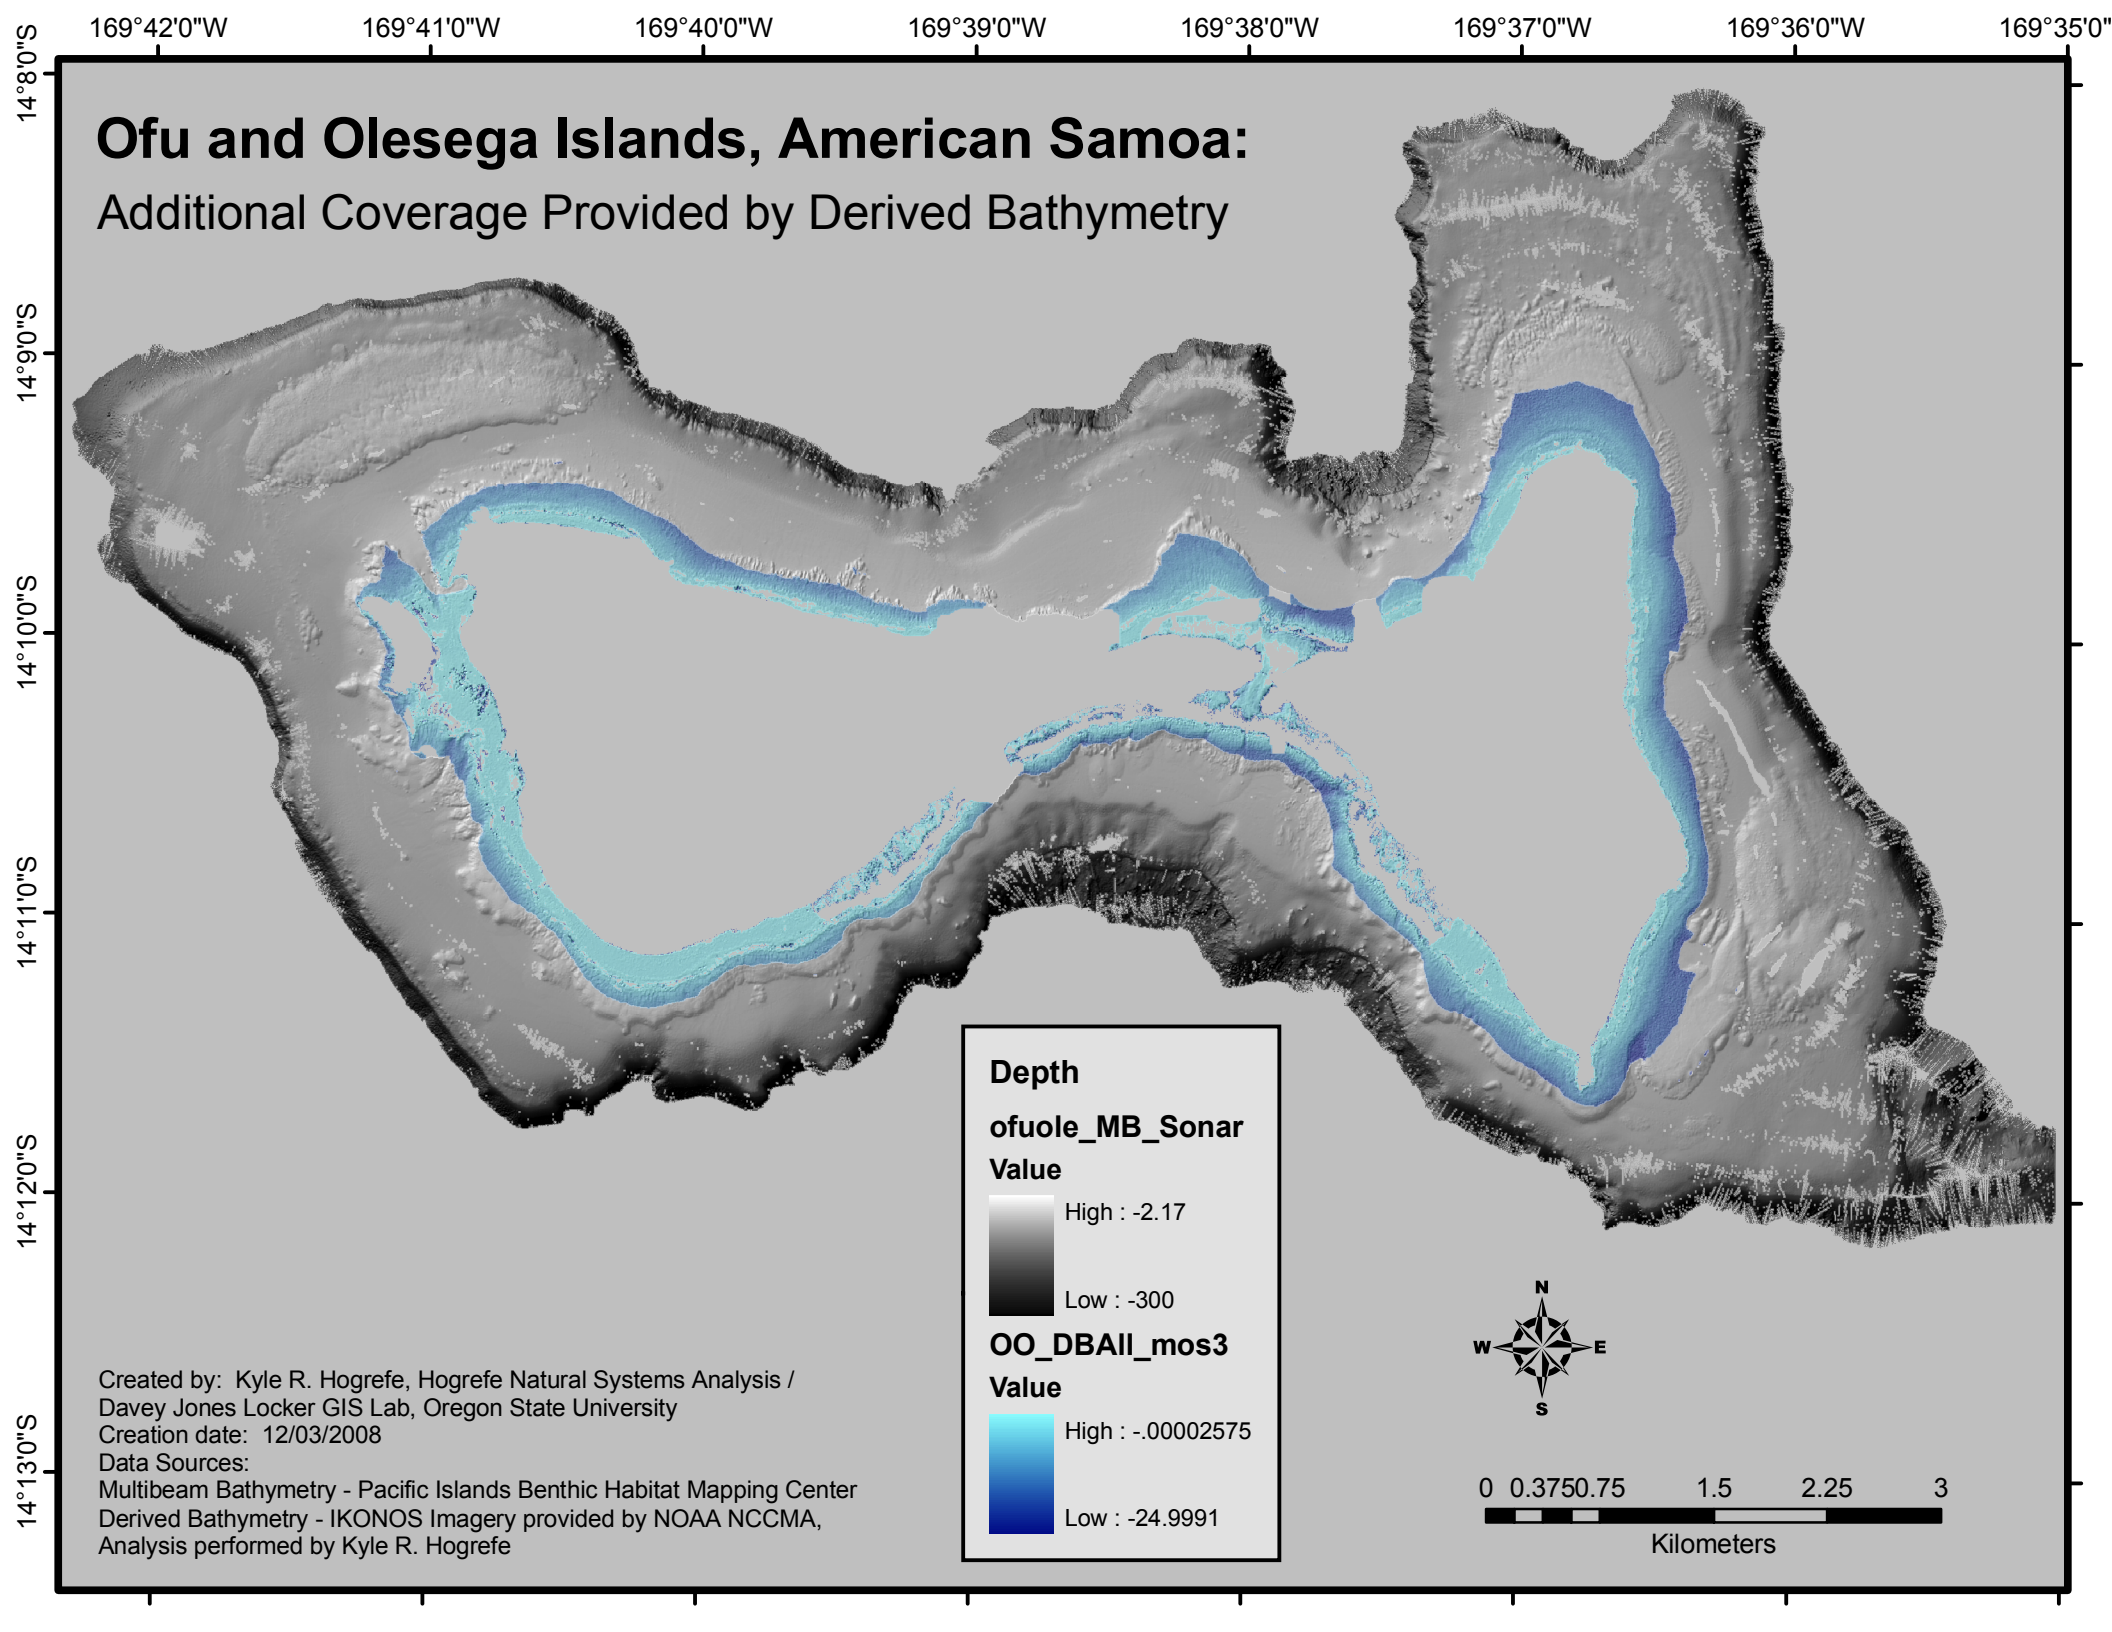 169°42'0"W 169°41'0"W 169°40'0"W 169°39'0"W 169°38'0"W 169°37'0"W 169°36'0"W 169°35'0"
14°8'0"S
14°9'0"S
14°10'0"S
14°11'0"S
14°12'0"S
14°13'0"S
Ofu and Olesega Islands, American Samoa:
Additional Coverage Provided by Derived Bathymetry
Depth
ofuole_MB_Sonar
Value
High : -2.17
Low : -300
OO_DBAll_mos3
Value
High : -.00002575
Low : -24.9991
N
W E
S
0 0.375 0.75 1.5 2.25 3
Kilometers
Created by: Kyle R. Hogrefe, Hogrefe Natural Systems Analysis /
Davey Jones Locker GIS Lab, Oregon State University
Creation date: 12/03/2008
Data Sources:
Multibeam Bathymetry - Pacific Islands Benthic Habitat Mapping Center
Derived Bathymetry - IKONOS Imagery provided by NOAA NCCMA,
Analysis performed by Kyle R. Hogrefe